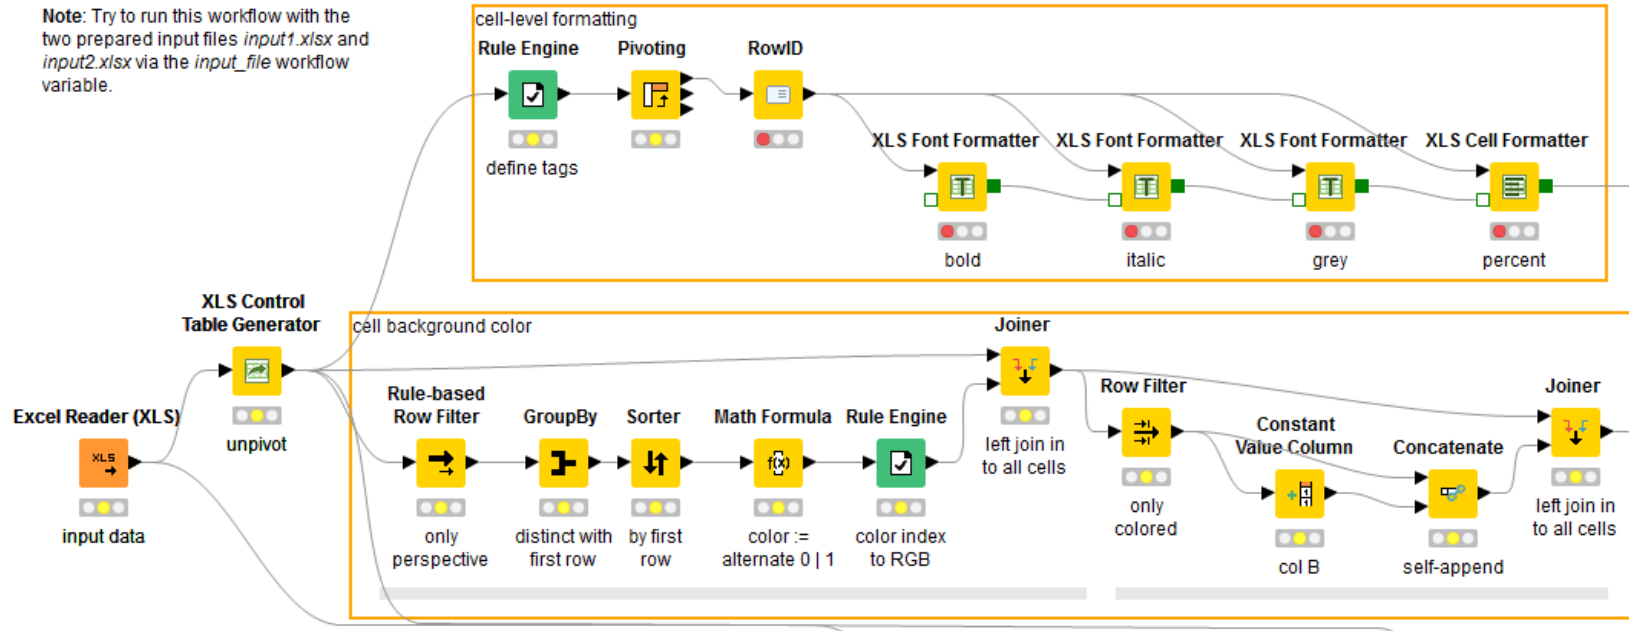 Note: Try to run this workflow with the
two prepared input files input1.xlsx and
input2.xlsx via the input_file workflow
variable.
cell-level formatting
Rule Engine
define tags
Pivoting
RowID
XLS Font Formatter
bold
XLS Font Formatter
italic
XLS Font Formatter
grey
XLS Cell Formatter
percent
XLS Control
Table Generator
unpivot
Excel Reader (XLS)
XLS
input data
cell background color
Rule-based
Row Filter
only
perspective
GroupBy
distinct with
first row
Sorter
by first
row
Math Formula
f(x)
color :=
alternate 0 | 1
Rule Engine
color index
to RGB
Joiner
left join in
to all cells
Row Filter
only
colored
Constant
Value Column
col B
Concatenate
self-append
Joiner
left join in
to all cells